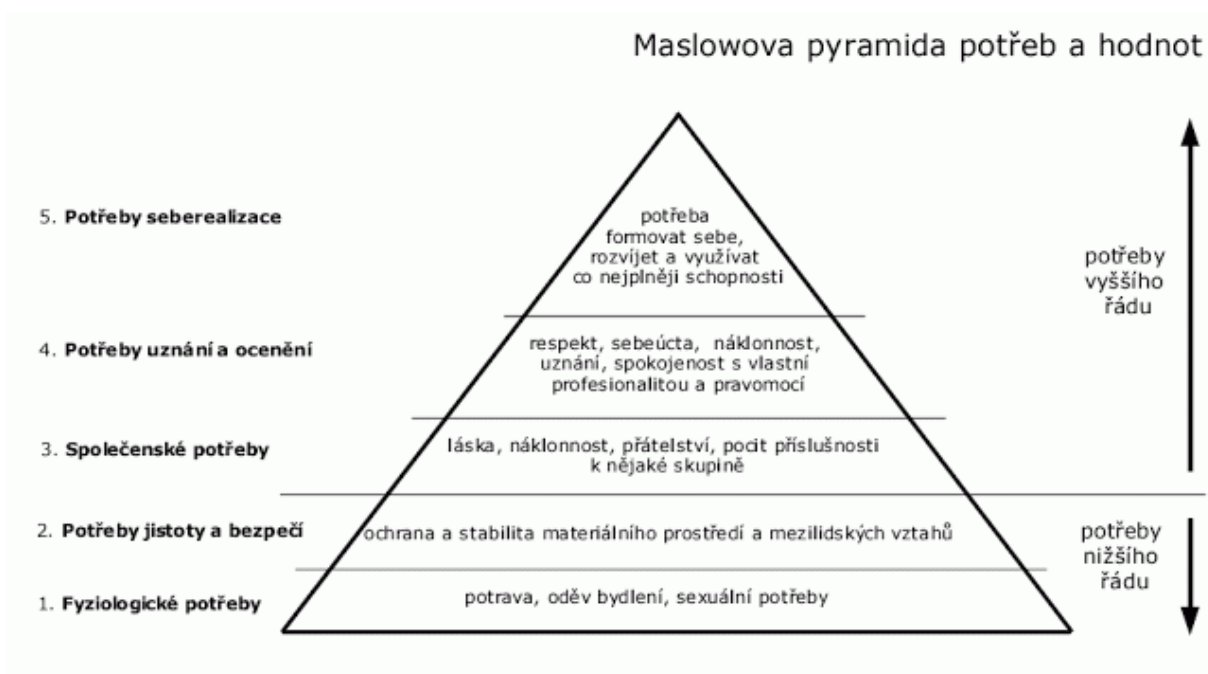 Maslowova pyramida potřeb a hodnot
5. Potřeby seberealizace
potřeba
formovat sebe,
rozvíjet a využívat
co nejplněji schopnosti
potřeby
vyššího
řádu
4. Potřeby uznání a ocenění
respekt, sebeúcta, náklonnost,
uznání, spokojenost s vlastní
profesionalitou a pravomocí
3. Společenské potřeby
láska, náklonnost, přátelství, pocit příslušnosti
k nějaké skupině
2. Potřeby jistoty a bezpečí
ochrana a stabilita materiálního prostředí a mezilidských vztahů
potřeby
nižšího
řádu
1. Fyziologické potřeby
potrava, oděv bydlení, sexuální potřeby